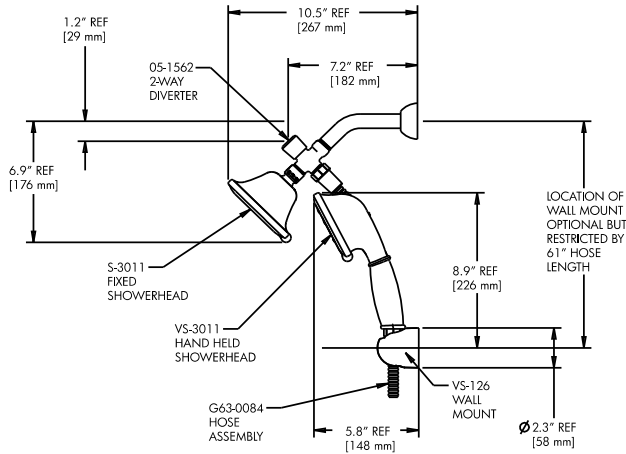 10.5" REF
[267 mm]
1.2" REF
[29 mm]
7.2" REF
[182 mm]
05-1562
2-WAY
DIVERTER
6.9" REF
[176 mm]
LOCATION OF
WALL MOUNT
OPTIONAL BUT
RESTRICTED BY
61" HOSE
LENGTH
S-3011
FIXED
SHOWERHEAD
8.9" REF
[226 mm]
VS-3011
HAND HELD
SHOWERHEAD
VS-126
WALL
MOUNT
G63-0084
HOSE
ASSEMBLY
5.8" REF
[148 mm]
Ø 2.3" REF
[58 mm]